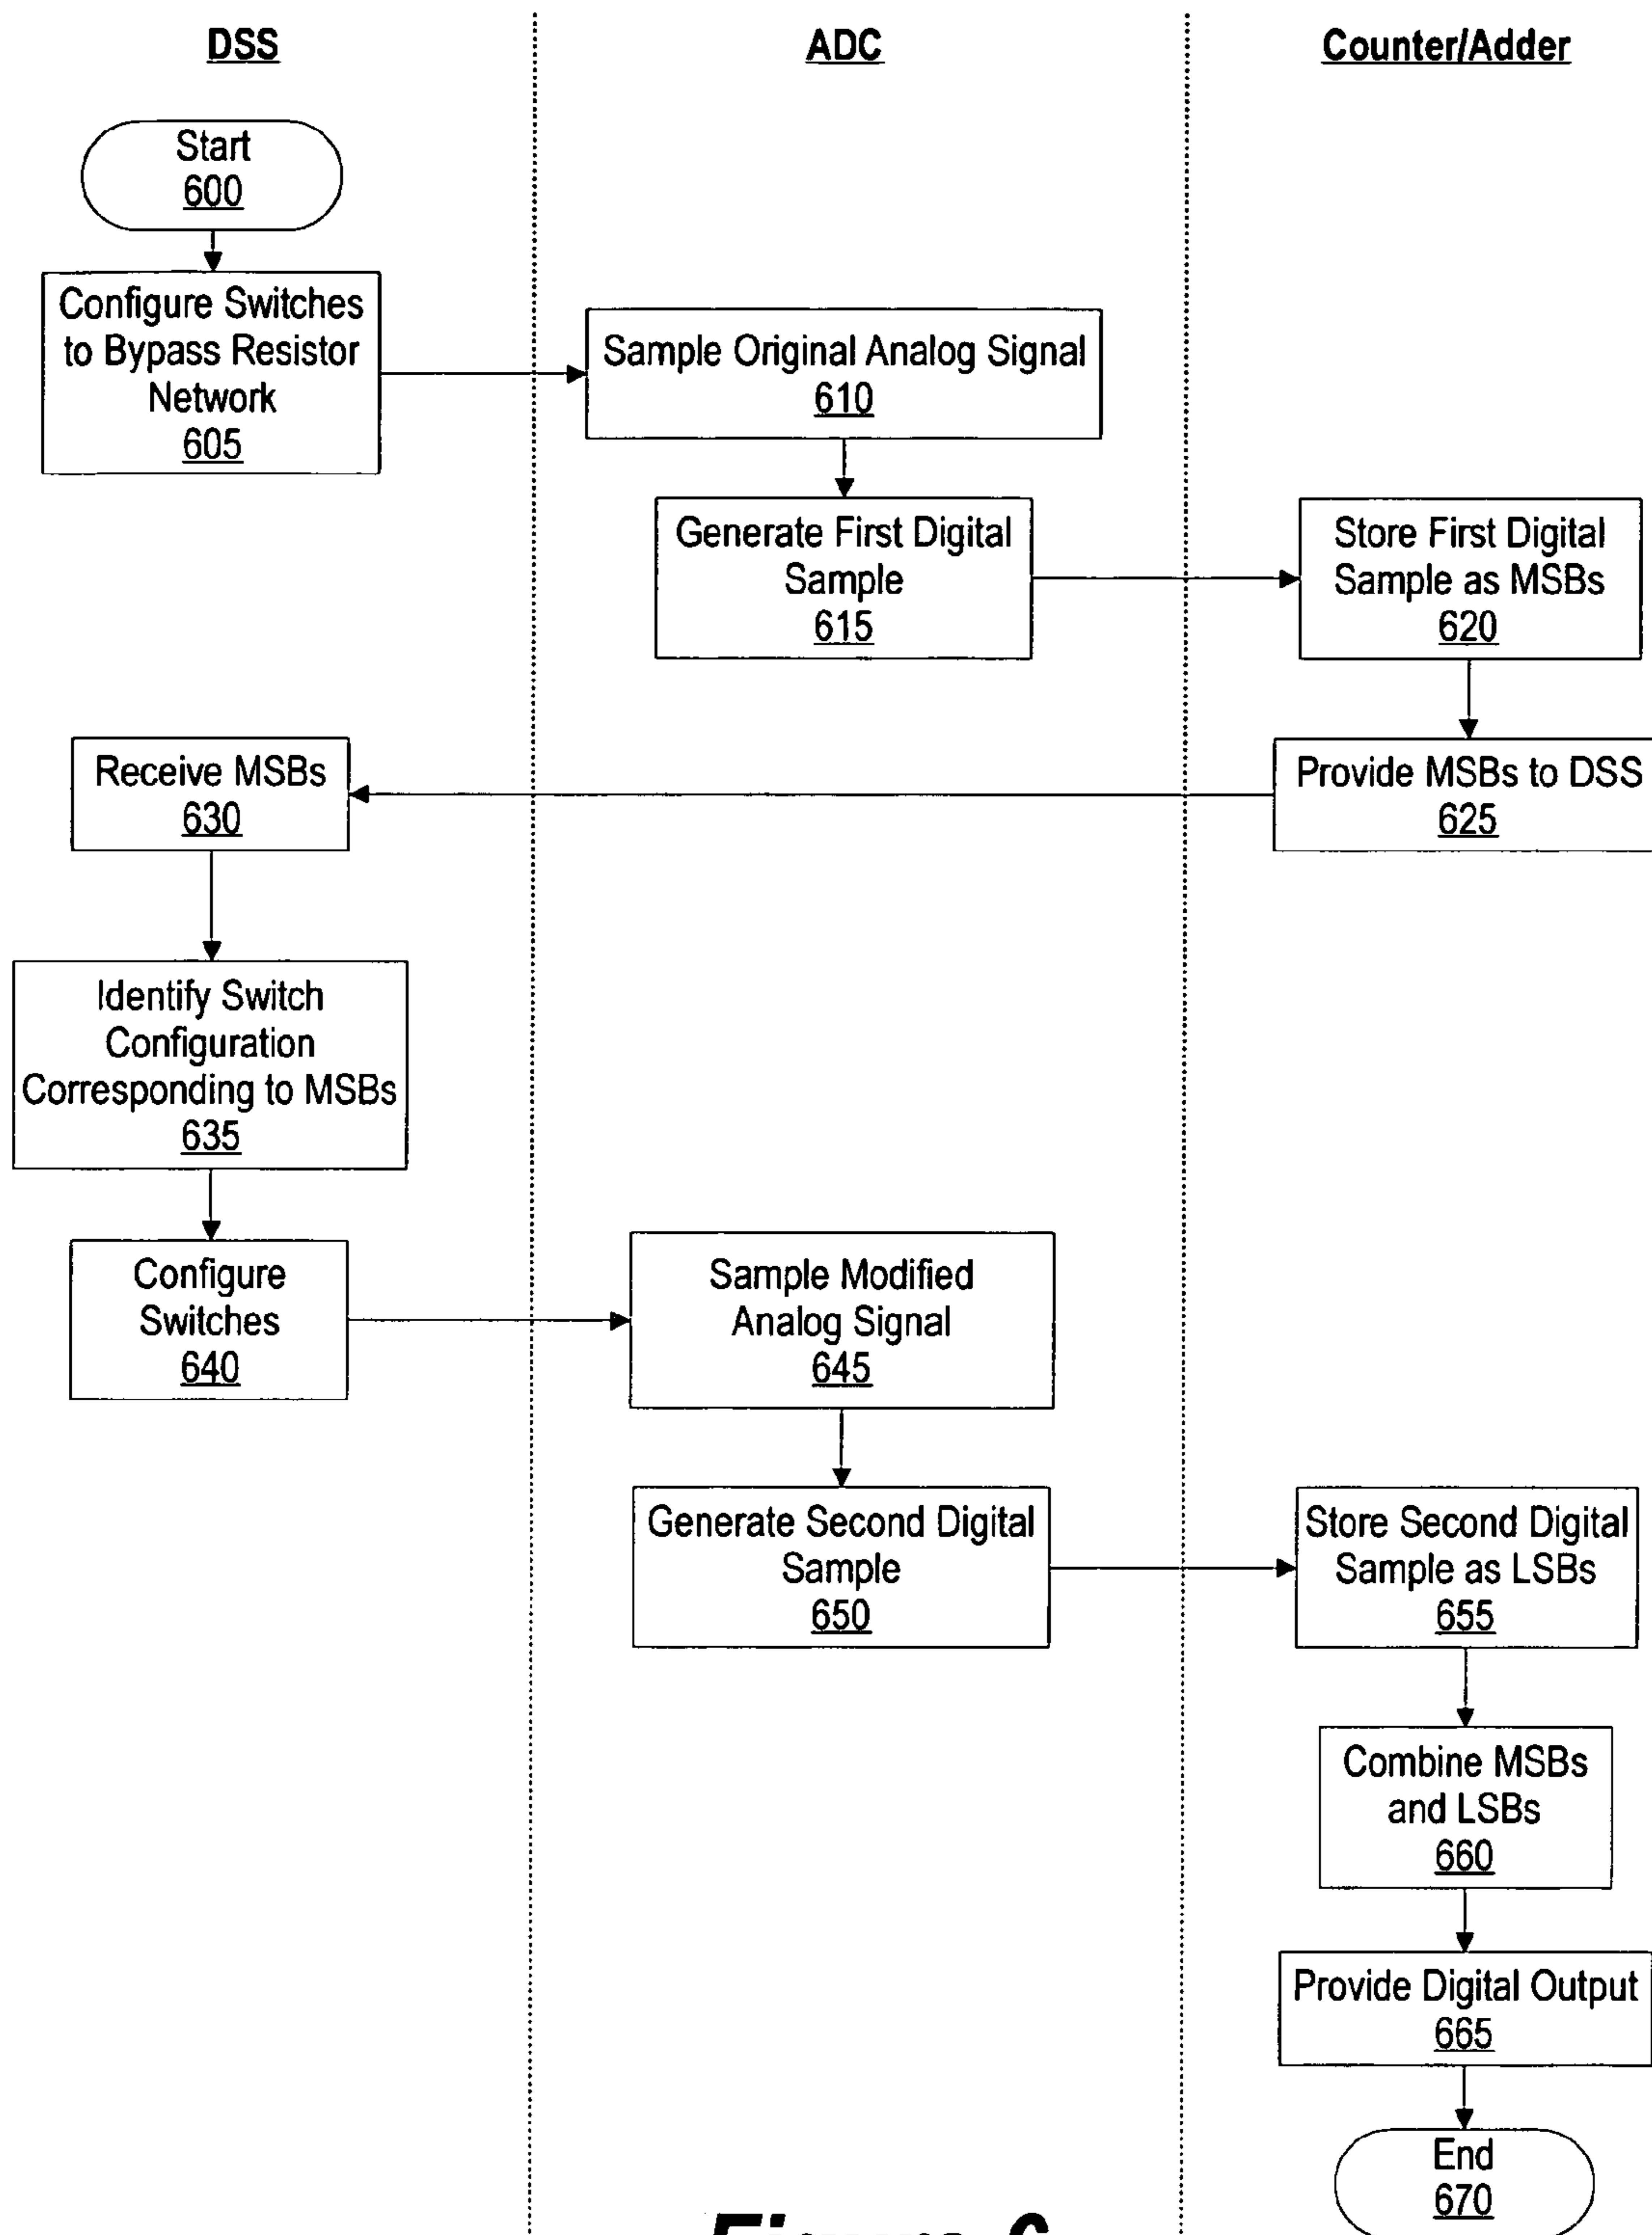 DSS
ADC
Counter/Adder
Start
600
Configure Switches
to Bypass Resistor
Network
605
Sample Original Analog Signal
610
Generate First Digital
Sample
615
Store First Digital
Sample as MSBs
620
Provide MSBs to DSS
625
Receive MSBs
630
Identify Switch
Configuration
Corresponding to MSBs
635
Configure
Switches
640
Sample Modified
Analog Signal
645
Generate Second Digital
Sample
650
Store Second Digital
Sample as LSBs
655
Combine MSBs
and LSBs
660
Provide Digital Output
665
End
670
Figure 6